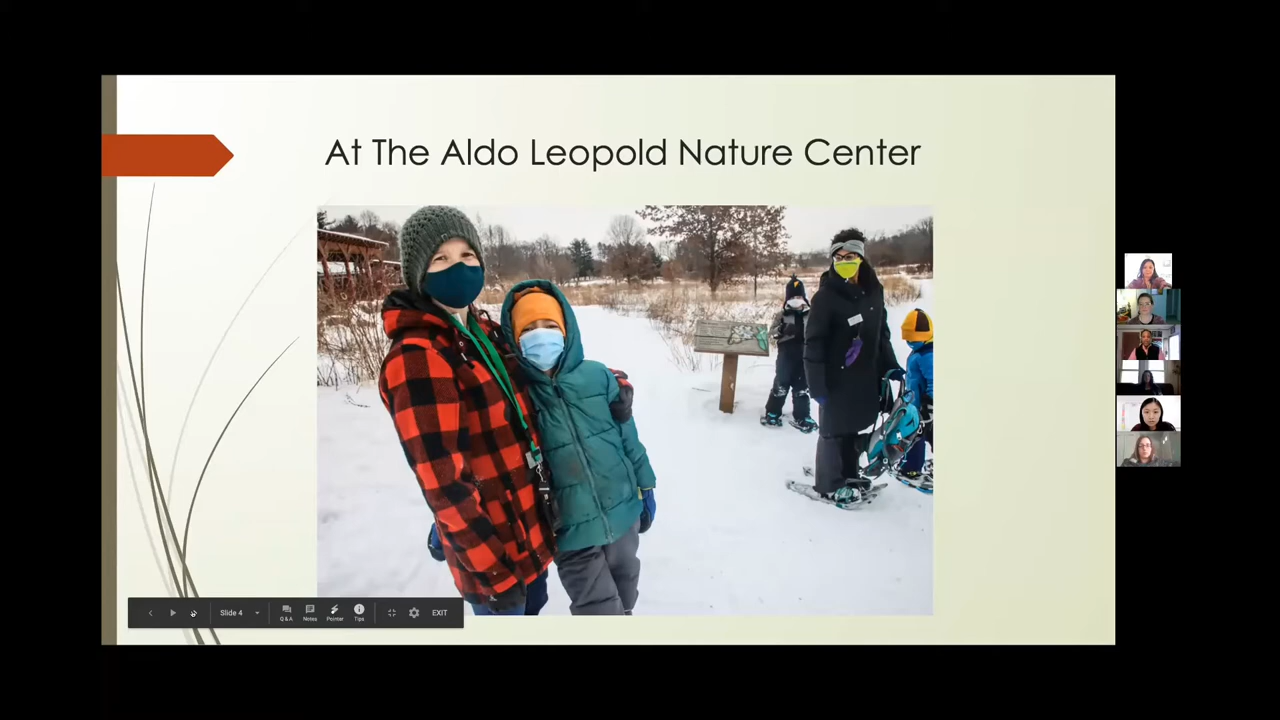 At The Aldo Leopold Nature Center
Slide 4
Q & A
Notes
Pointer
Tips
EXIT